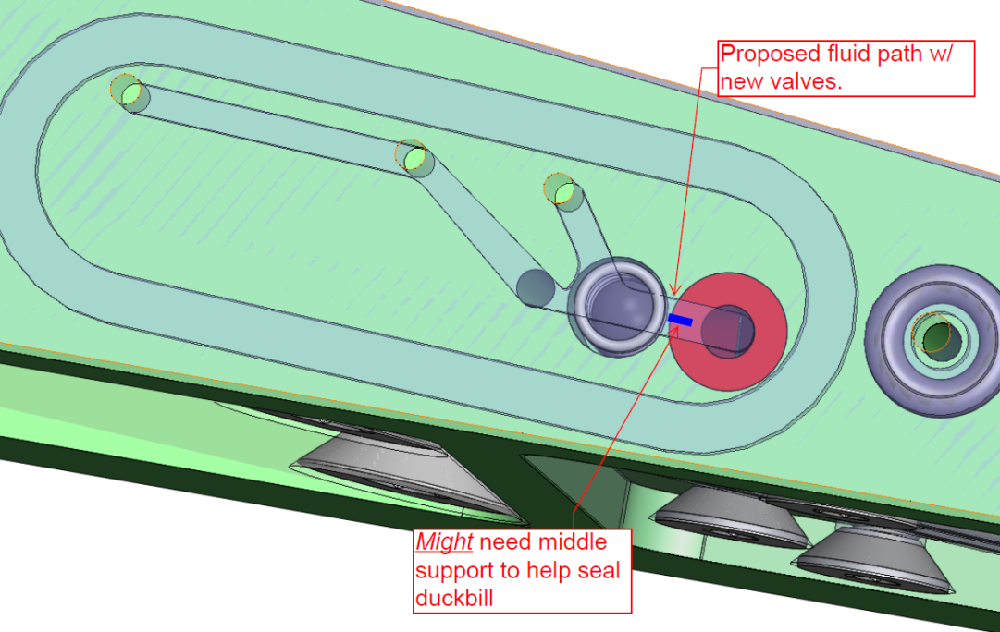 Proposed fluid path w/
new valves.
Might need middle
support to help seal
duckbill